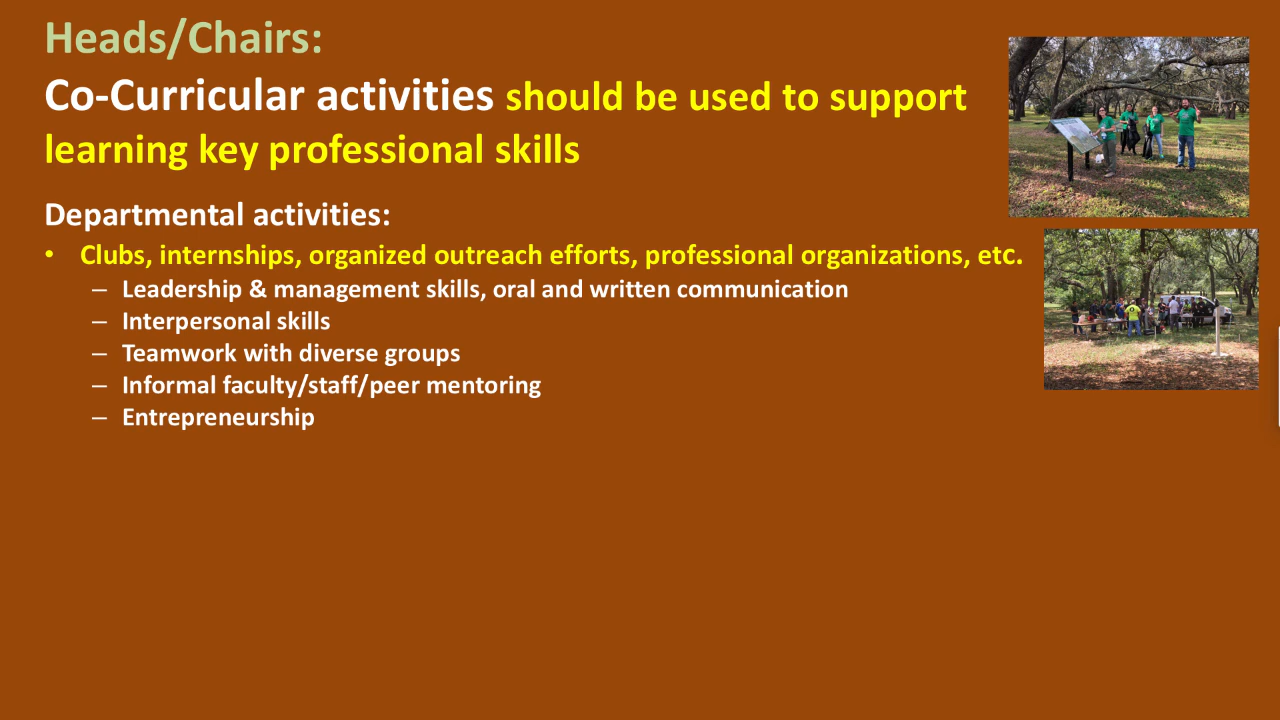 Heads/Chairs:
Co-Curricular activities should be used to support
learning key professional skills
Departmental activities:
• Clubs, internships, organized outreach efforts, professional organizations, etc.
– Leadership & management skills, oral and written communication
– Interpersonal skills
– Teamwork with diverse groups
– Informal faculty/staff/peer mentoring
– Entrepreneurship